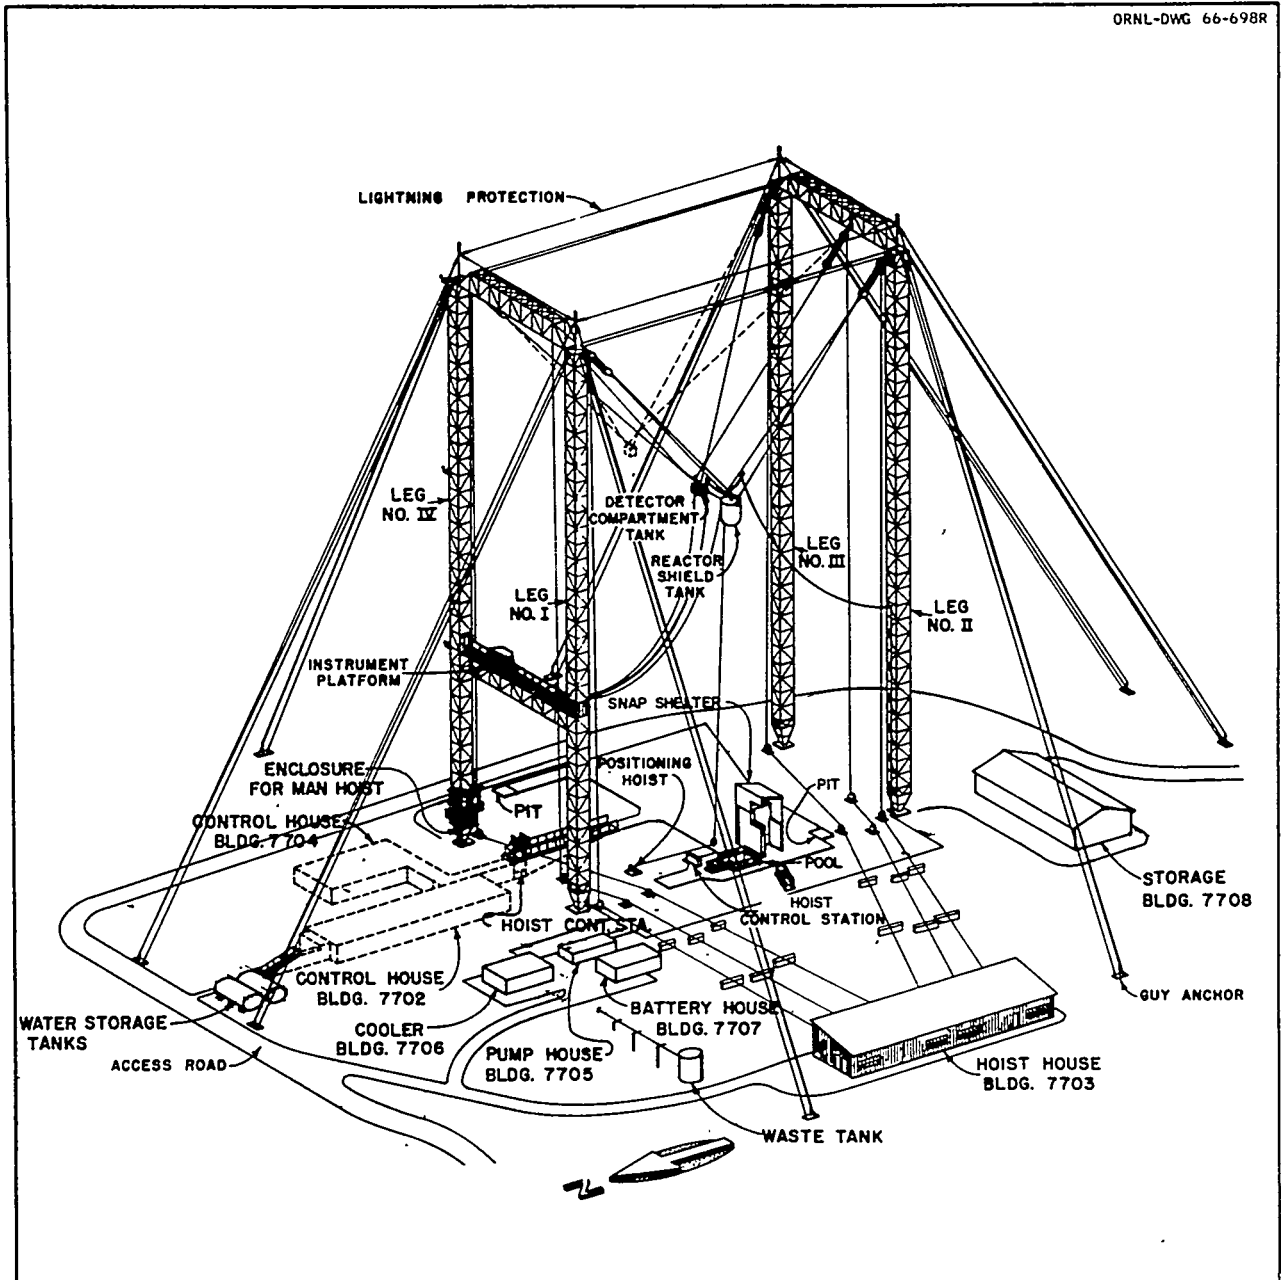 ORNL-DWG 66-698R
LIGHTNING PROTECTION
LEG
NO. IV
DETECTOR
COMPARTMENT
TANK
REACTOR
SHIELD
TANK
LEG
NO. III
LEG
NO. I
LEG
NO. II
INSTRUMENT
PLATFORM
SNAP SHELTER
ENCLOSURE
FOR MAN HOIST
POSITIONING
HOIST
PIT
PIT
CONTROL HOUSE
BLDG. 7704
POOL
STORAGE
BLDG. 7708
HOIST
CONTROL STATION
HOIST CONT. STA.
CONTROL HOUSE
BLDG. 7702
GUY ANCHOR
WATER STORAGE
TANKS
COOLER
BLDG. 7706
BATTERY HOUSE
BLDG. 7707
PUMP HOUSE
BLDG. 7705
ACCESS ROAD
HOIST HOUSE
BLDG. 7703
WASTE TANK
N